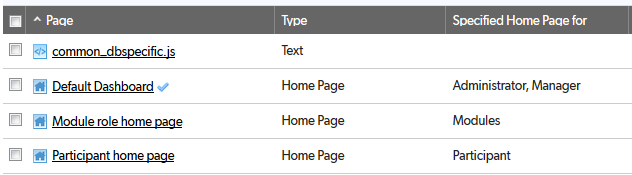 Page Type Specified Home Page for
common_dbspecific.js Text
Default Dashboard Home Page Administrator, Manager
Module role home page Home Page Modules
Participant home page Home Page Participant